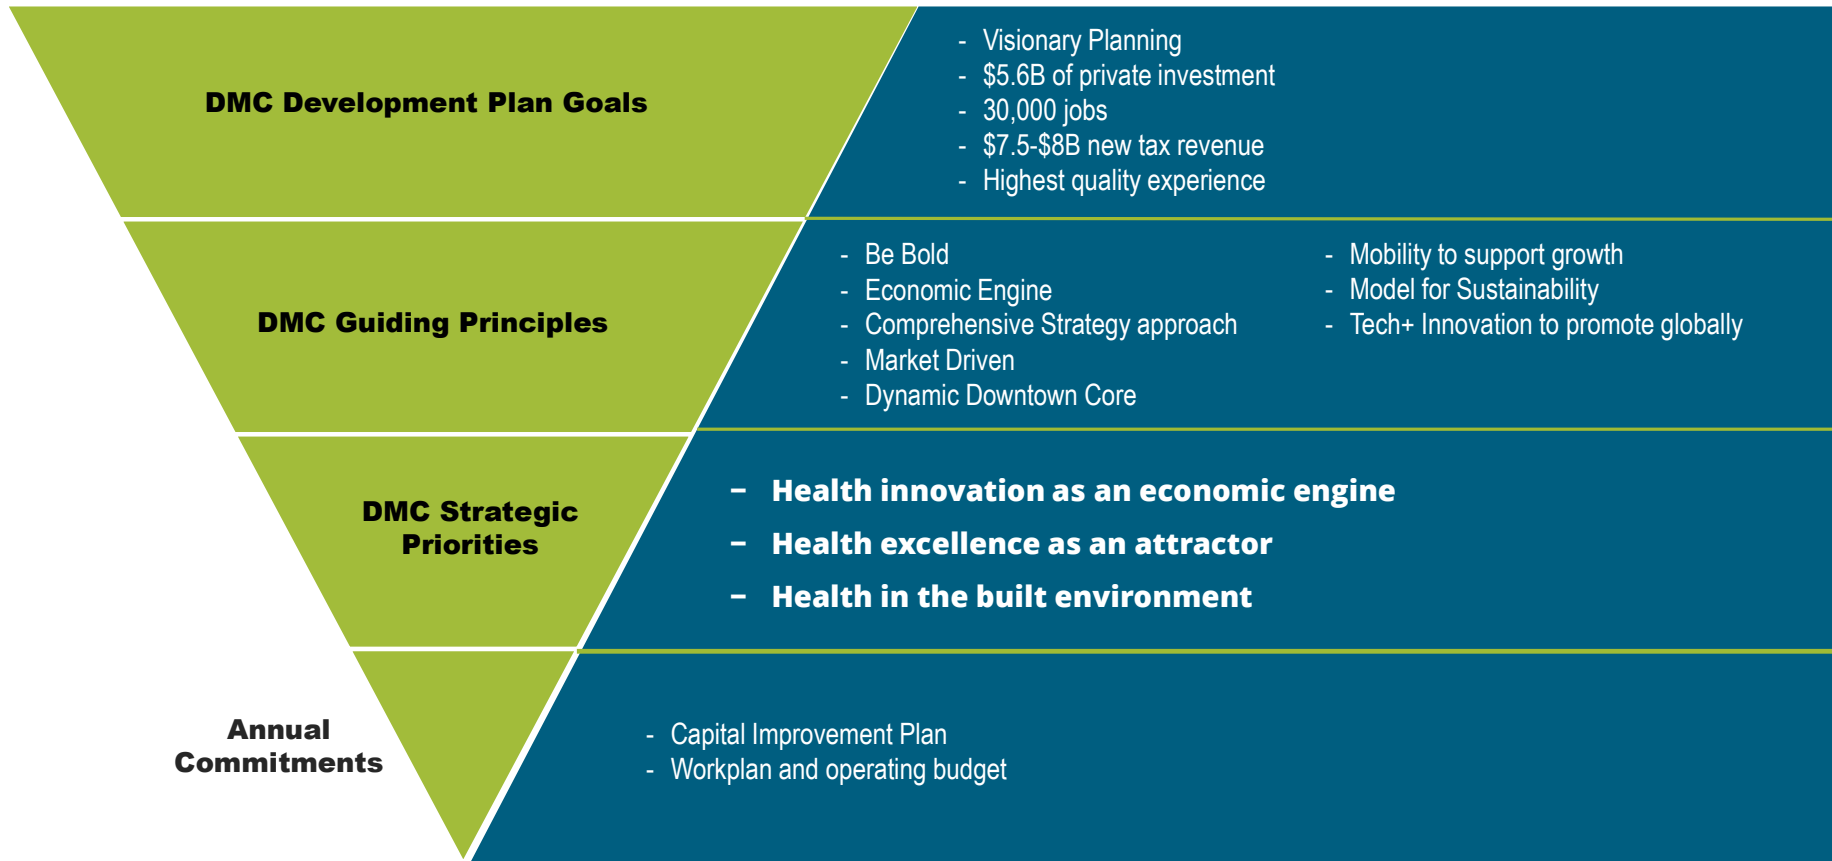 DMC Development Plan Goals
- Visionary Planning
- $5.6B of private investment
- 30,000 jobs
- $7.5-$8B new tax revenue
- Highest quality experience
DMC Guiding Principles
- Be Bold
- Economic Engine
- Comprehensive Strategy approach
- Market Driven
- Dynamic Downtown Core
- Mobility to support growth
- Model for Sustainability
- Tech+ Innovation to promote globally
DMC Strategic
Priorities
– Health innovation as an economic engine
– Health excellence as an attractor
– Health in the built environment
Annual
Commitments
- Capital Improvement Plan
- Workplan and operating budget